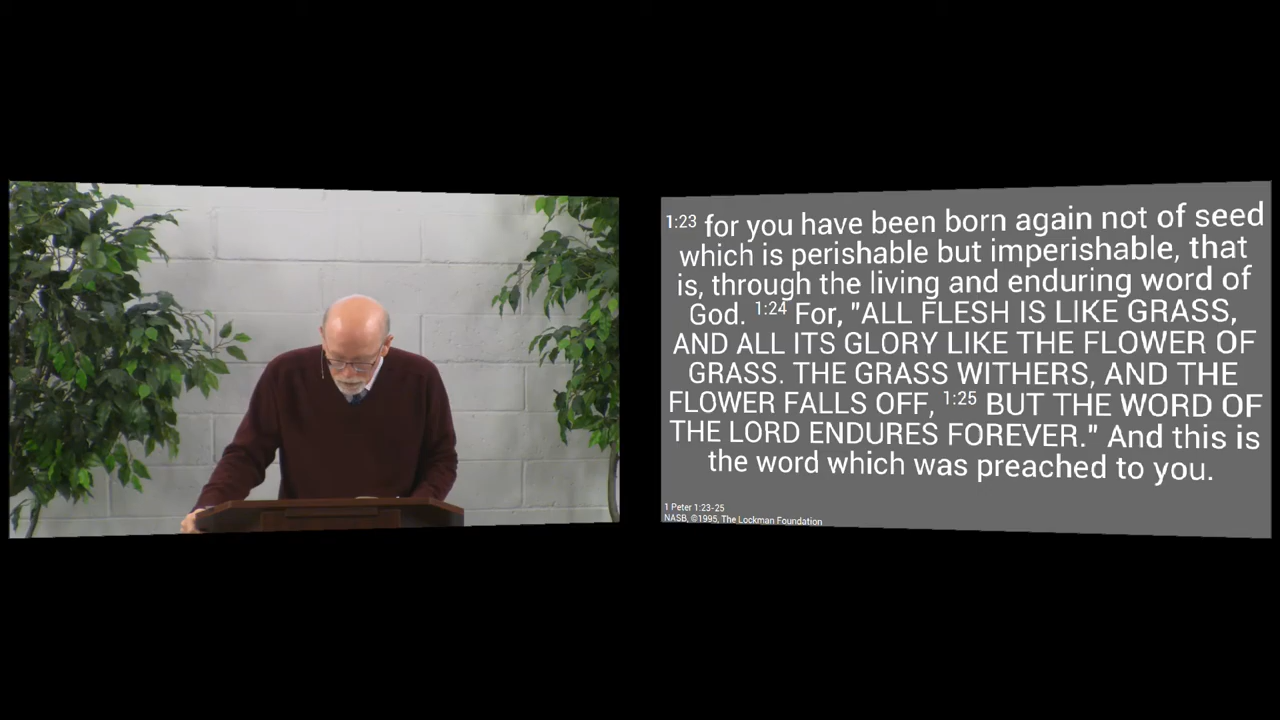 1:23 for you have been born again not of seed
which is perishable but imperishable, that
is, through the living and enduring word of
God. 1:24 For, "ALL FLESH IS LIKE GRASS,
AND ALL ITS GLORY LIKE THE FLOWER OF
GRASS. THE GRASS WITHERS, AND THE
FLOWER FALLS OFF, 1:25 BUT THE WORD OF
THE LORD ENDURES FOREVER." And this is
the word which was preached to you.
1 Peter 1:23-25
NASB, ©1995, The Lockman Foundation